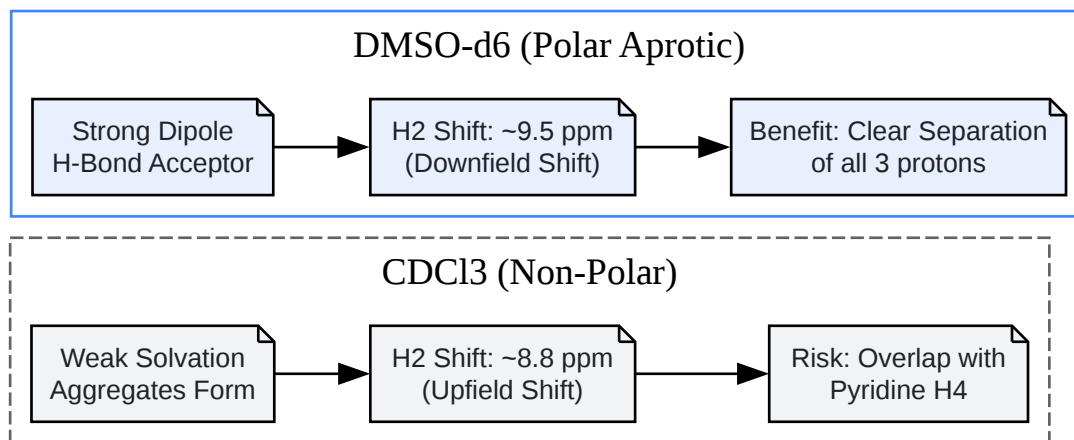 DMSO-d6 (Polar Aprotic)
Strong Dipole
H-Bond Acceptor
H2 Shift: ~9.5 ppm
(Downfield Shift)
Benefit: Clear Separation
of all 3 protons
CDCl3 (Non-Polar)
Weak Solvation
Aggregates Form
H2 Shift: ~8.8 ppm
(Upfield Shift)
Risk: Overlap with
Pyridine H4